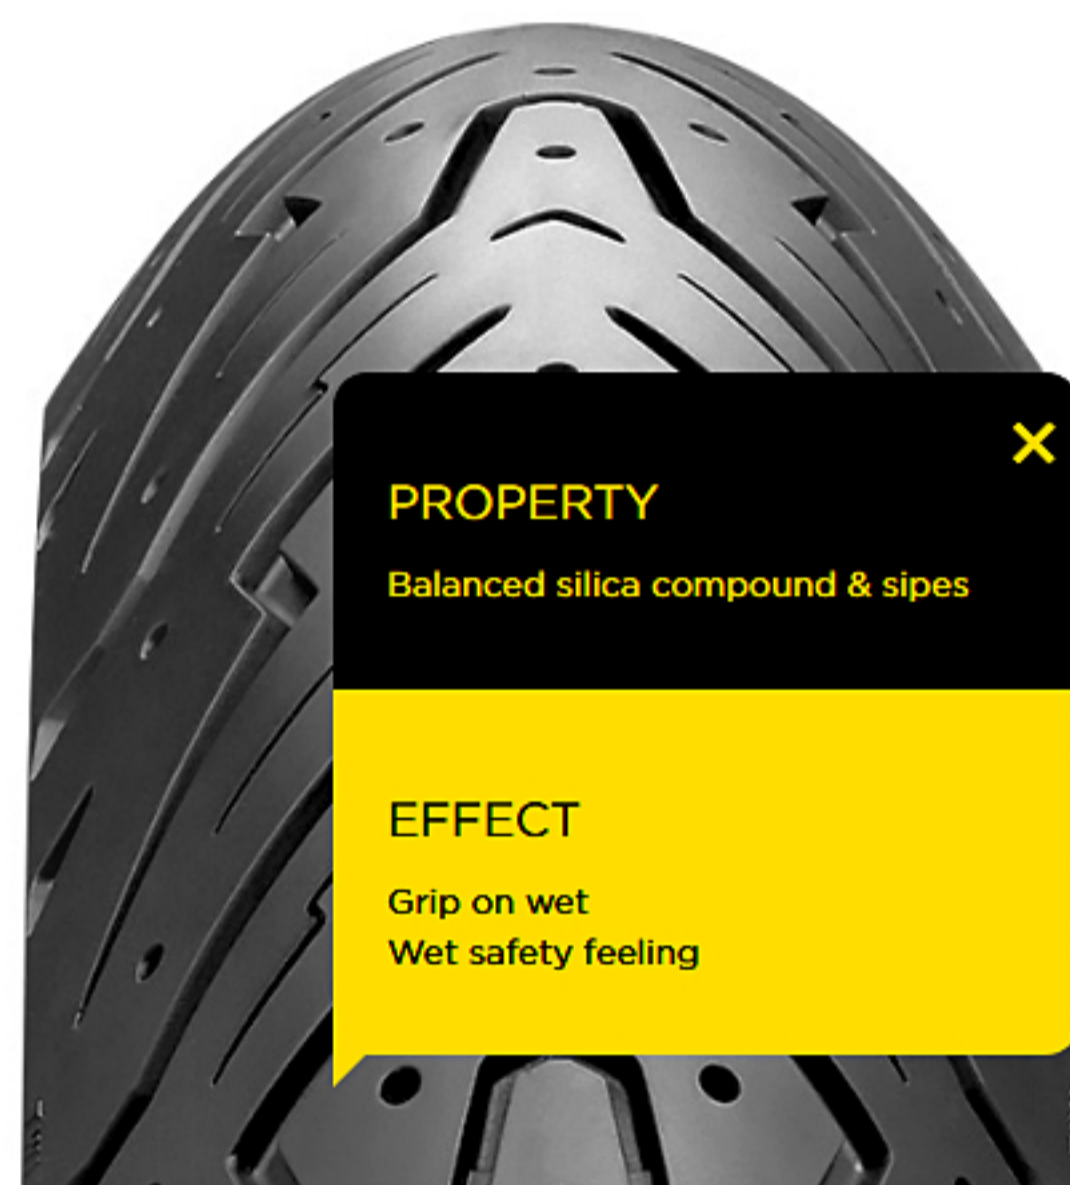 PROPERTY
Balanced silica compound & sipes
EFFECT
Grip on wet
Wet safety feeling